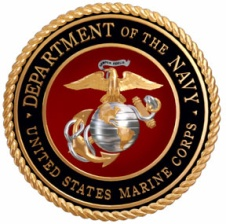 DEPARTMENT OF THE NAVY
UNITED STATES MARINE CORPS